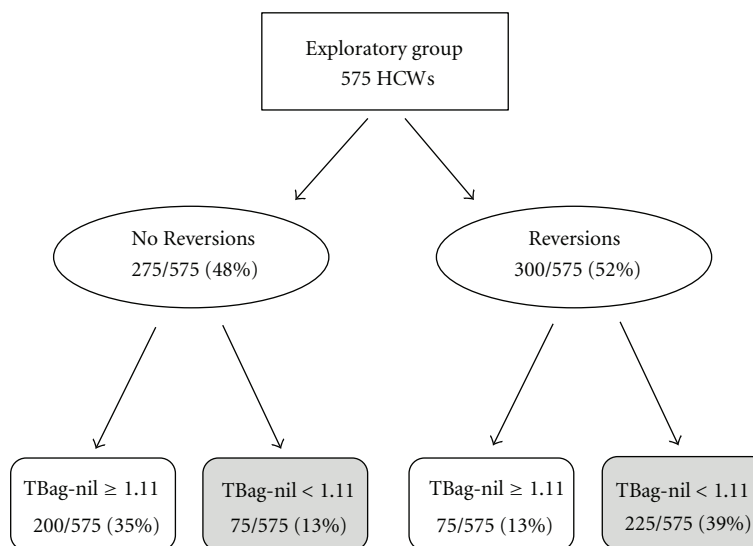 Exploratory group
575 HCWs
No Reversions
275/575 (48%)
Reversions
300/575 (52%)
TBag-nil ≥ 1.11
200/575 (35%)
TBag-nil < 1.11
75/575 (13%)
TBag-nil ≥ 1.11
75/575 (13%)
TBag-nil < 1.11
225/575 (39%)